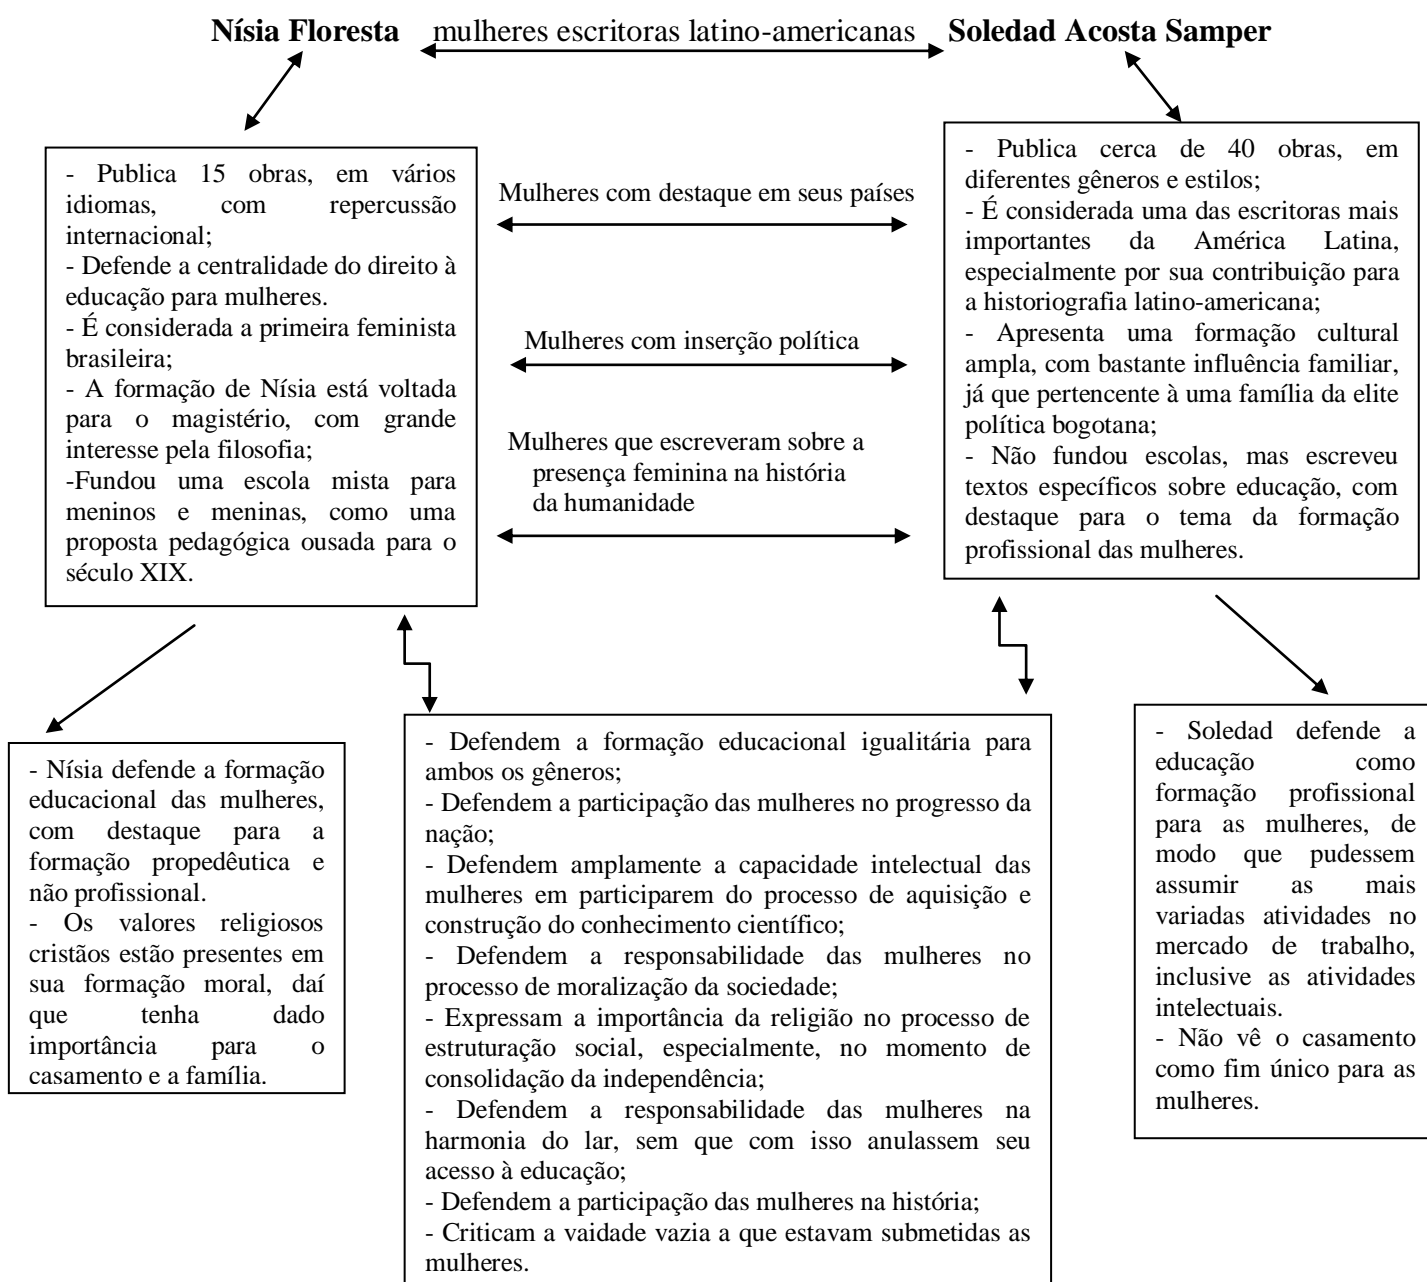 Nísia Floresta mulheres escritoras latino-americanas Soledad Acosta Samper
- Publica 15 obras, em vários
idiomas, com repercussão
internacional;
- Defende a centralidade do direito à
educação para mulheres.
- É considerada a primeira feminista
brasileira;
- A formação de Nísia está voltada
para o magistério, com grande
interesse pela filosofia;
-Fundou uma escola mista para
meninos e meninas, como uma
proposta pedagógica ousada para o
século XIX.
Mulheres com destaque em seus países
Mulheres com inserção política
Mulheres que escreveram sobre a
presença feminina na história
da humanidade
- Publica cerca de 40 obras, em
diferentes gêneros e estilos;
- É considerada uma das escritoras mais
importantes da América Latina,
especialmente por sua contribuição para
a historiografia latino-americana;
- Apresenta uma formação cultural
ampla, com bastante influência familiar,
já que pertencente à uma família da elite
política bogotana;
- Não fundou escolas, mas escreveu
textos específicos sobre educação, com
destaque para o tema da formação
profissional das mulheres.
- Nísia defende a formação
educacional das mulheres,
com destaque para a
formação propedêutica e
não profissional.
- Os valores religiosos
cristãos estão presentes em
sua formação moral, daí
que tenha dado
importância para o
casamento e a família.
- Defendem a formação educacional igualitária para
ambos os gêneros;
- Defendem a participação das mulheres no progresso da
nação;
- Defendem amplamente a capacidade intelectual das
mulheres em participarem do processo de aquisição e
construção do conhecimento científico;
- Defendem a responsabilidade das mulheres no
processo de moralização da sociedade;
- Expressam a importância da religião no processo de
estruturação social, especialmente, no momento de
consolidação da independência;
- Defendem a responsabilidade das mulheres na
harmonia do lar, sem que com isso anulassem seu
acesso à educação;
- Defendem a participação das mulheres na história;
- Criticam a vaidade vazia a que estavam submetidas as
mulheres.
- Soledad defende a
educação como
formação profissional
para as mulheres, de
modo que pudessem
assumir as mais
variadas atividades no
mercado de trabalho,
inclusive as atividades
intelectuais.
- Não vê o casamento
como fim único para as
mulheres.